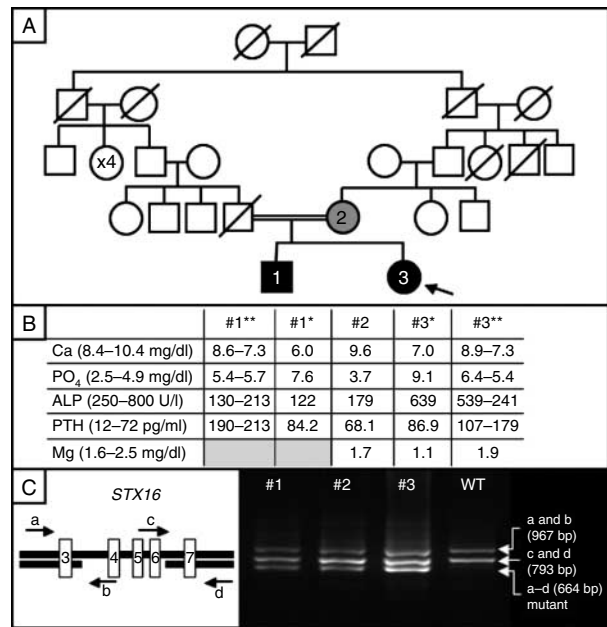 A
x4
2
1
3
B
#1** #1* #2 #3* #3**
Ca (8.4–10.4 mg/dl) 8.6–7.3 6.0 9.6 7.0 8.9–7.3
PO4 (2.5–4.9 mg/dl) 5.4–5.7 7.6 3.7 9.1 6.4–5.4
ALP (250–800 U/l) 130–213 122 179 639 539–241
PTH (12–72 pg/ml) 190–213 84.2 68.1 86.9 107–179
Mg (1.6–2.5 mg/dl) 1.7 1.1 1.9
C
STX16
a c
3 4 5 6 7
b d
#1 #2 #3 WT
a and b
(967 bp)
c and d
(793 bp)
a–d (664 bp)
mutant